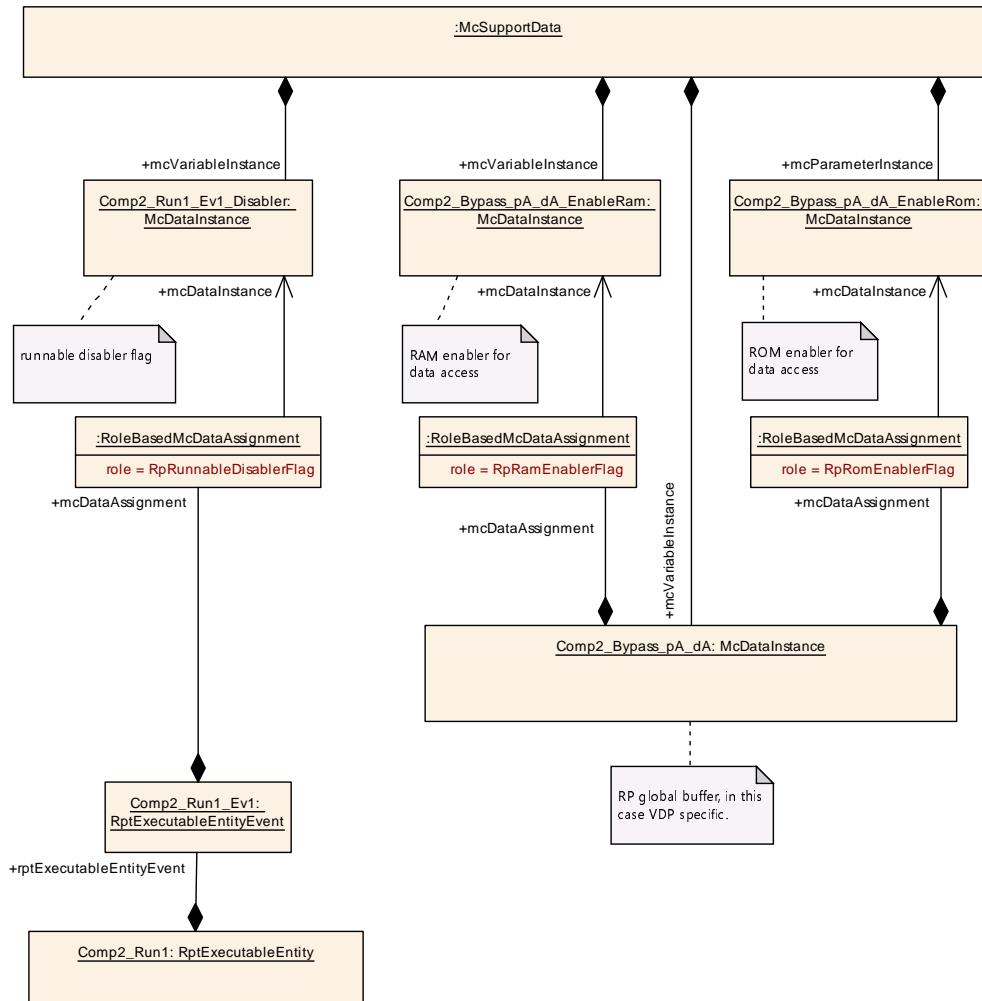 :McSupportData
+mcVariableInstance
+mcVariableInstance
+mcParameterInstance
Comp2_Run1_Ev1_Disabler:
McDataInstance
Comp2_Bypass_pA_dA_EnableRam:
McDataInstance
Comp2_Bypass_pA_dA_EnableRom:
McDataInstance
+mcDataInstance
+mcDataInstance
+mcDataInstance
runnable disabler flag
RAM enabler for
data access
ROM enabler for
data access
:RoleBasedMcDataAssignment
role = RpRunnableDisablerFlag
:RoleBasedMcDataAssignment
role = RpRamEnablerFlag
:RoleBasedMcDataAssignment
role = RpRomEnablerFlag
+mcDataAssignment
+mcDataAssignment
+mcVariableInstance
+mcDataAssignment
Comp2_Bypass_pA_dA: McDataInstance
RP global buffer, in this
case VDP specific.
Comp2_Run1_Ev1:
RptExecutableEntityEvent
+rptExecutableEntityEvent
Comp2_Run1: RptExecutableEntity